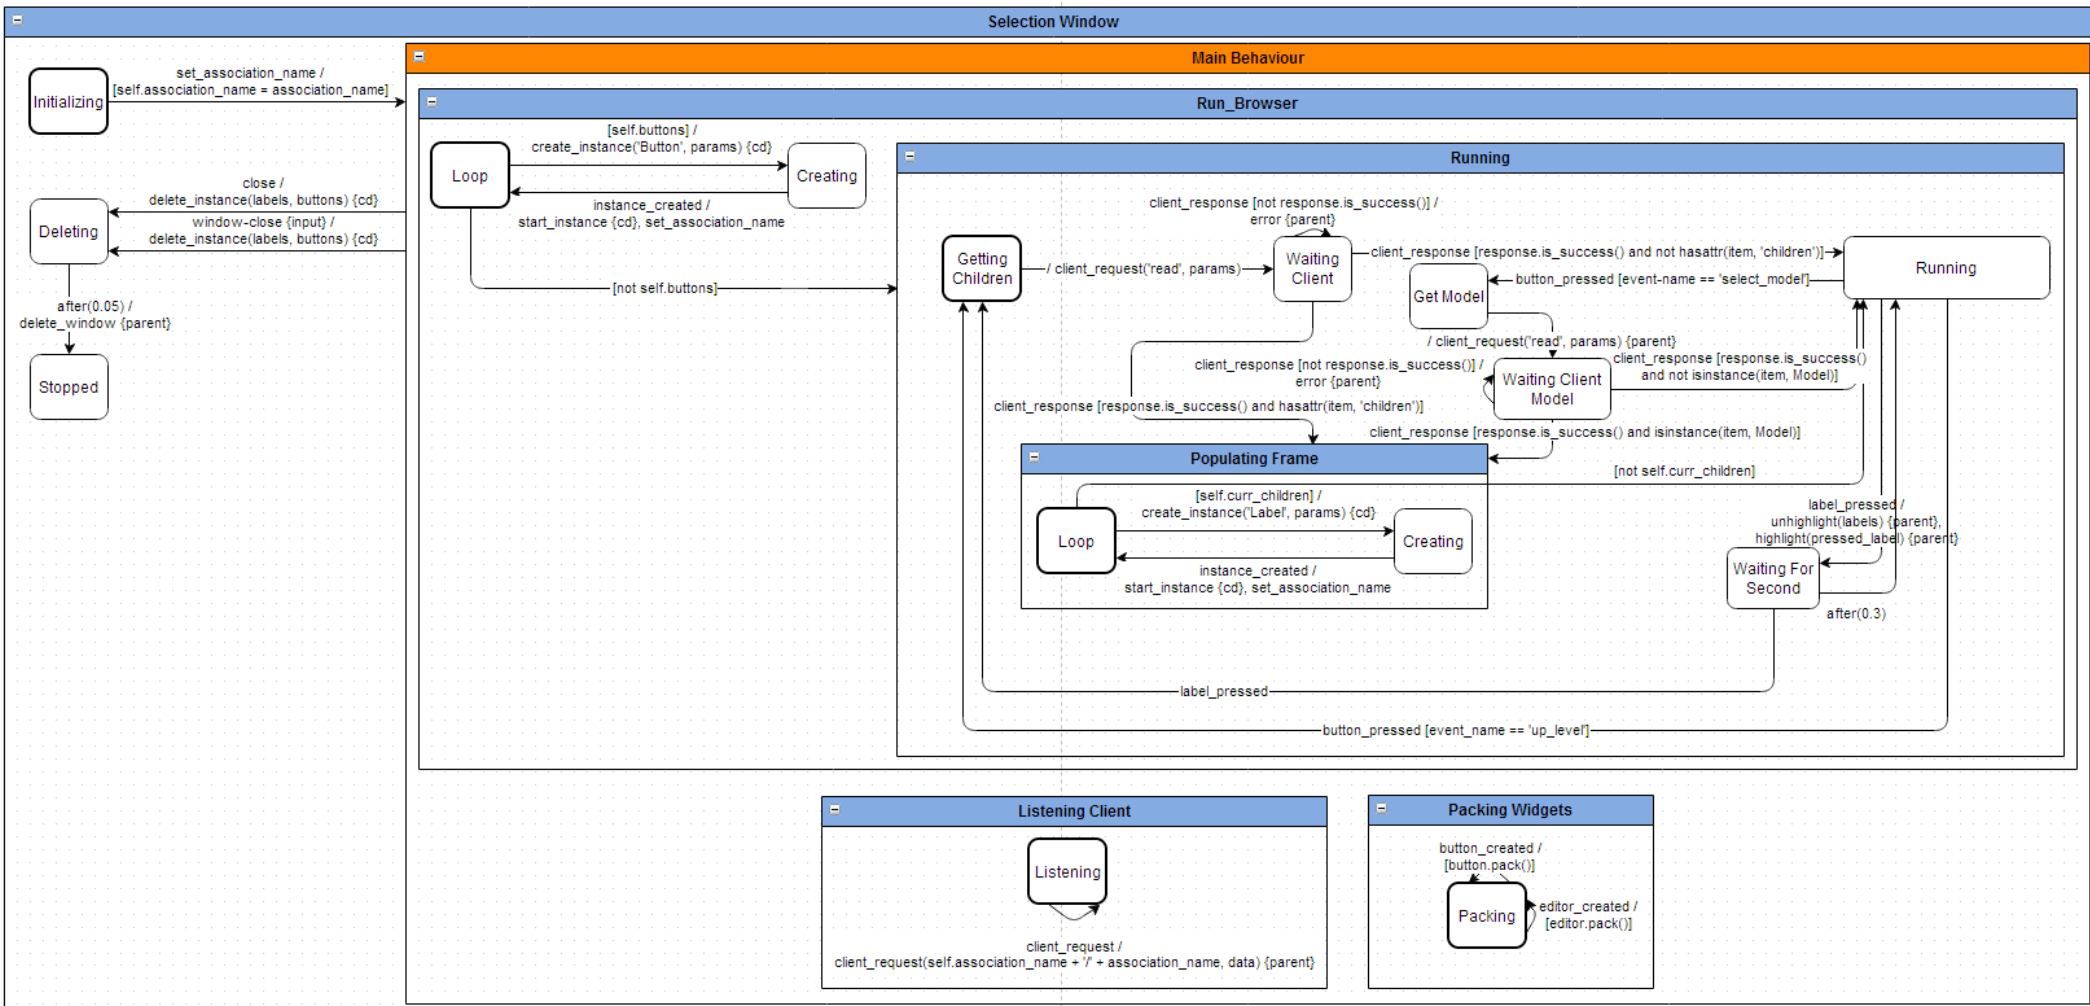 Selection Window
Main Behaviour
Initializing
set_association_name /
[self.association_name = association_name]
Deleting
close /
delete_instance(labels, buttons) {cd}
window-close {input} /
delete_instance(labels, buttons) {cd}
after(0.05) /
delete_window {parent}
Stopped
Run_Browser
Loop
[self.buttons] /
create_instance('Button', params) {cd}
Creating
instance_created /
start_instance {cd}, set_association_name
[not self.buttons]
Running
Getting
Children
/ client_request('read', params)
client_response [not response.is_success()] /
error {parent}
Waiting
Client
client_response [response.is_success() and not hasattr(item, 'children')]
Running
button_pressed [event-name == 'select_model']
Get Model
/ client_request('read', params) {parent}
client_response [not response.is_success()] /
error {parent}
Waiting Client
Model
client_response [response.is_success()
and not isinstance(item, Model)]
client_response [response.is_success() and hasattr(item, 'children')]
client_response [response.is_success() and isinstance(item, Model)]
Populating Frame
[not self.curr_children]
[self.curr_children] /
create_instance('Label', params) {cd}
Loop
Creating
instance_created /
start_instance {cd}, set_association_name
label_pressed /
unhighlight(labels) {parent},
highlight(pressed_label) {parent}
Waiting For
Second
after(0.3)
label_pressed
button_pressed [event_name == 'up_level']
Listening Client
Listening
client_request /
client_request(self.association_name + '/' + association_name, data) {parent}
Packing Widgets
button_created /
[button.pack()]
Packing
editor_created /
[editor.pack()]